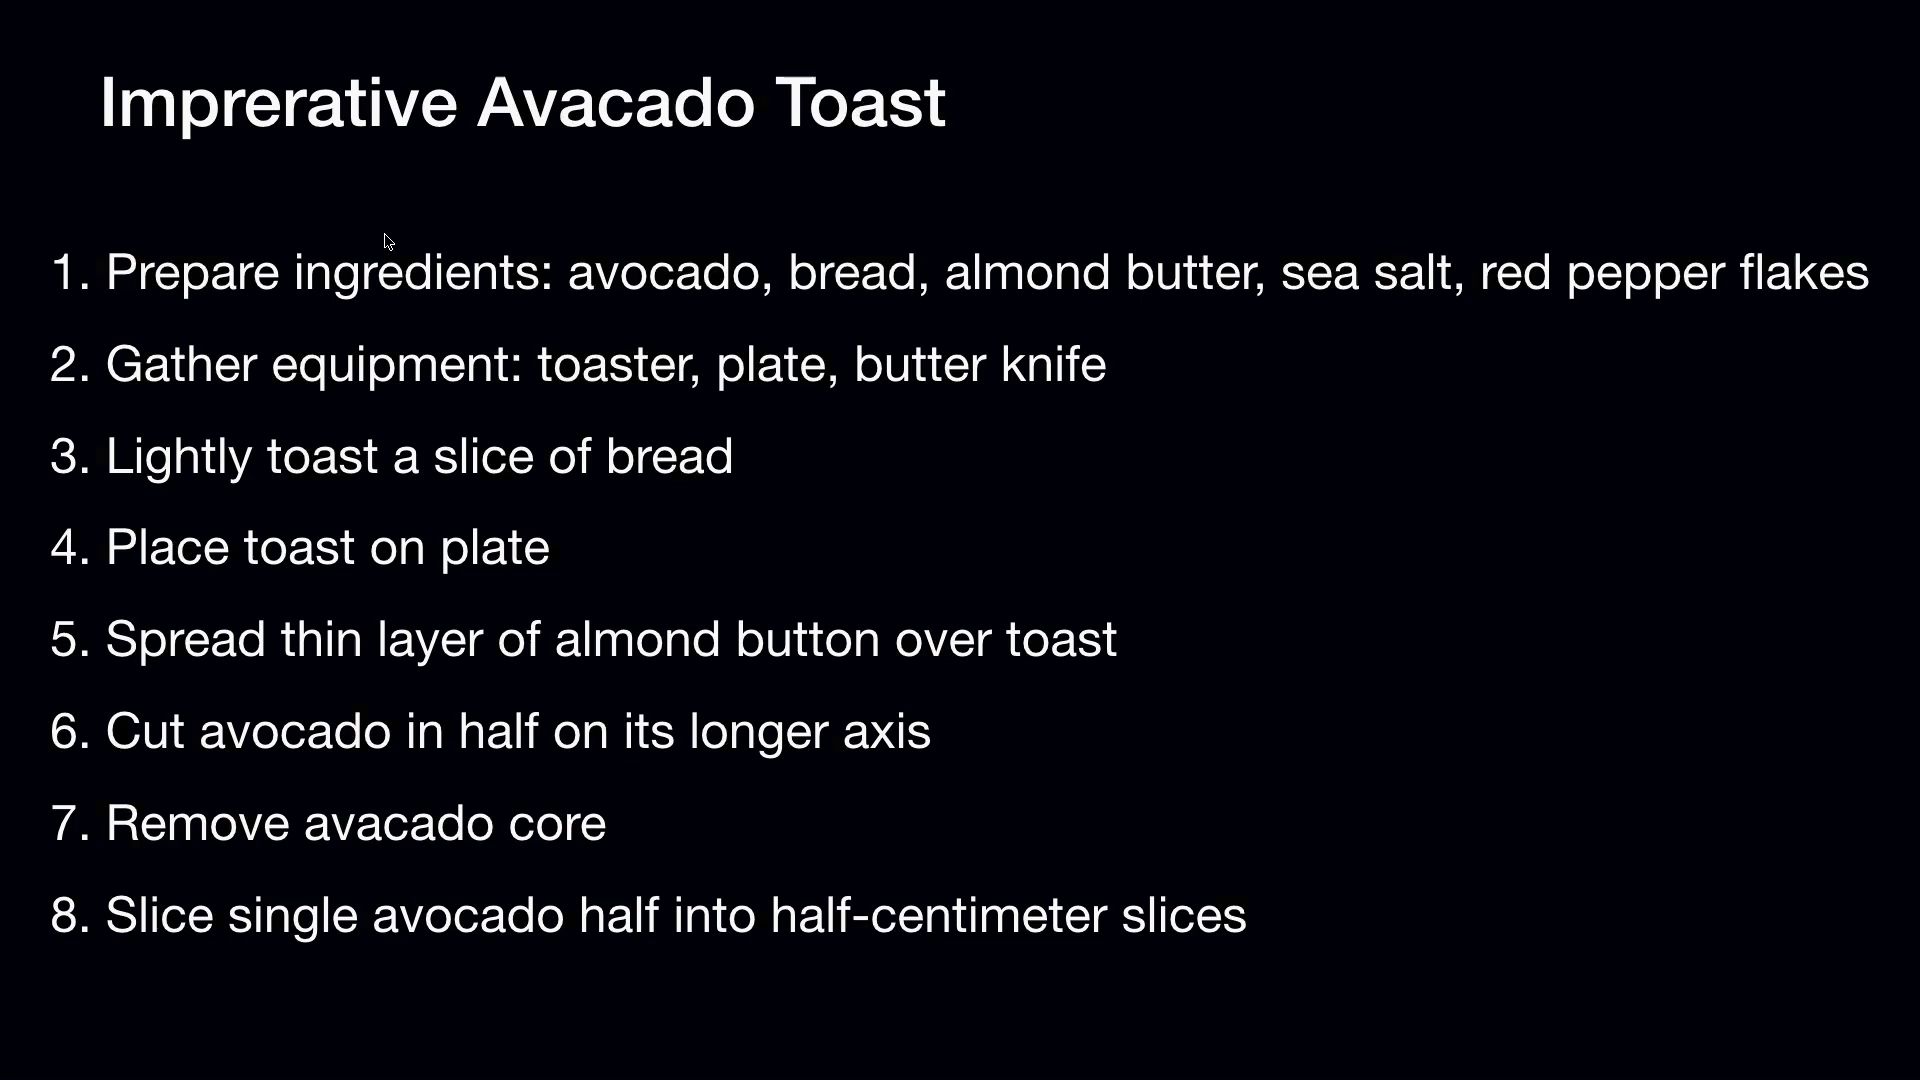 Imprerative Avacado Toast
1. Prepare ingredients: avocado, bread, almond butter, sea salt, red pepper flakes
2. Gather equipment: toaster, plate, butter knife
3. Lightly toast a slice of bread
4. Place toast on plate
5. Spread thin layer of almond button over toast
6. Cut avocado in half on its longer axis
7. Remove avacado core
8. Slice single avocado half into half-centimeter slices